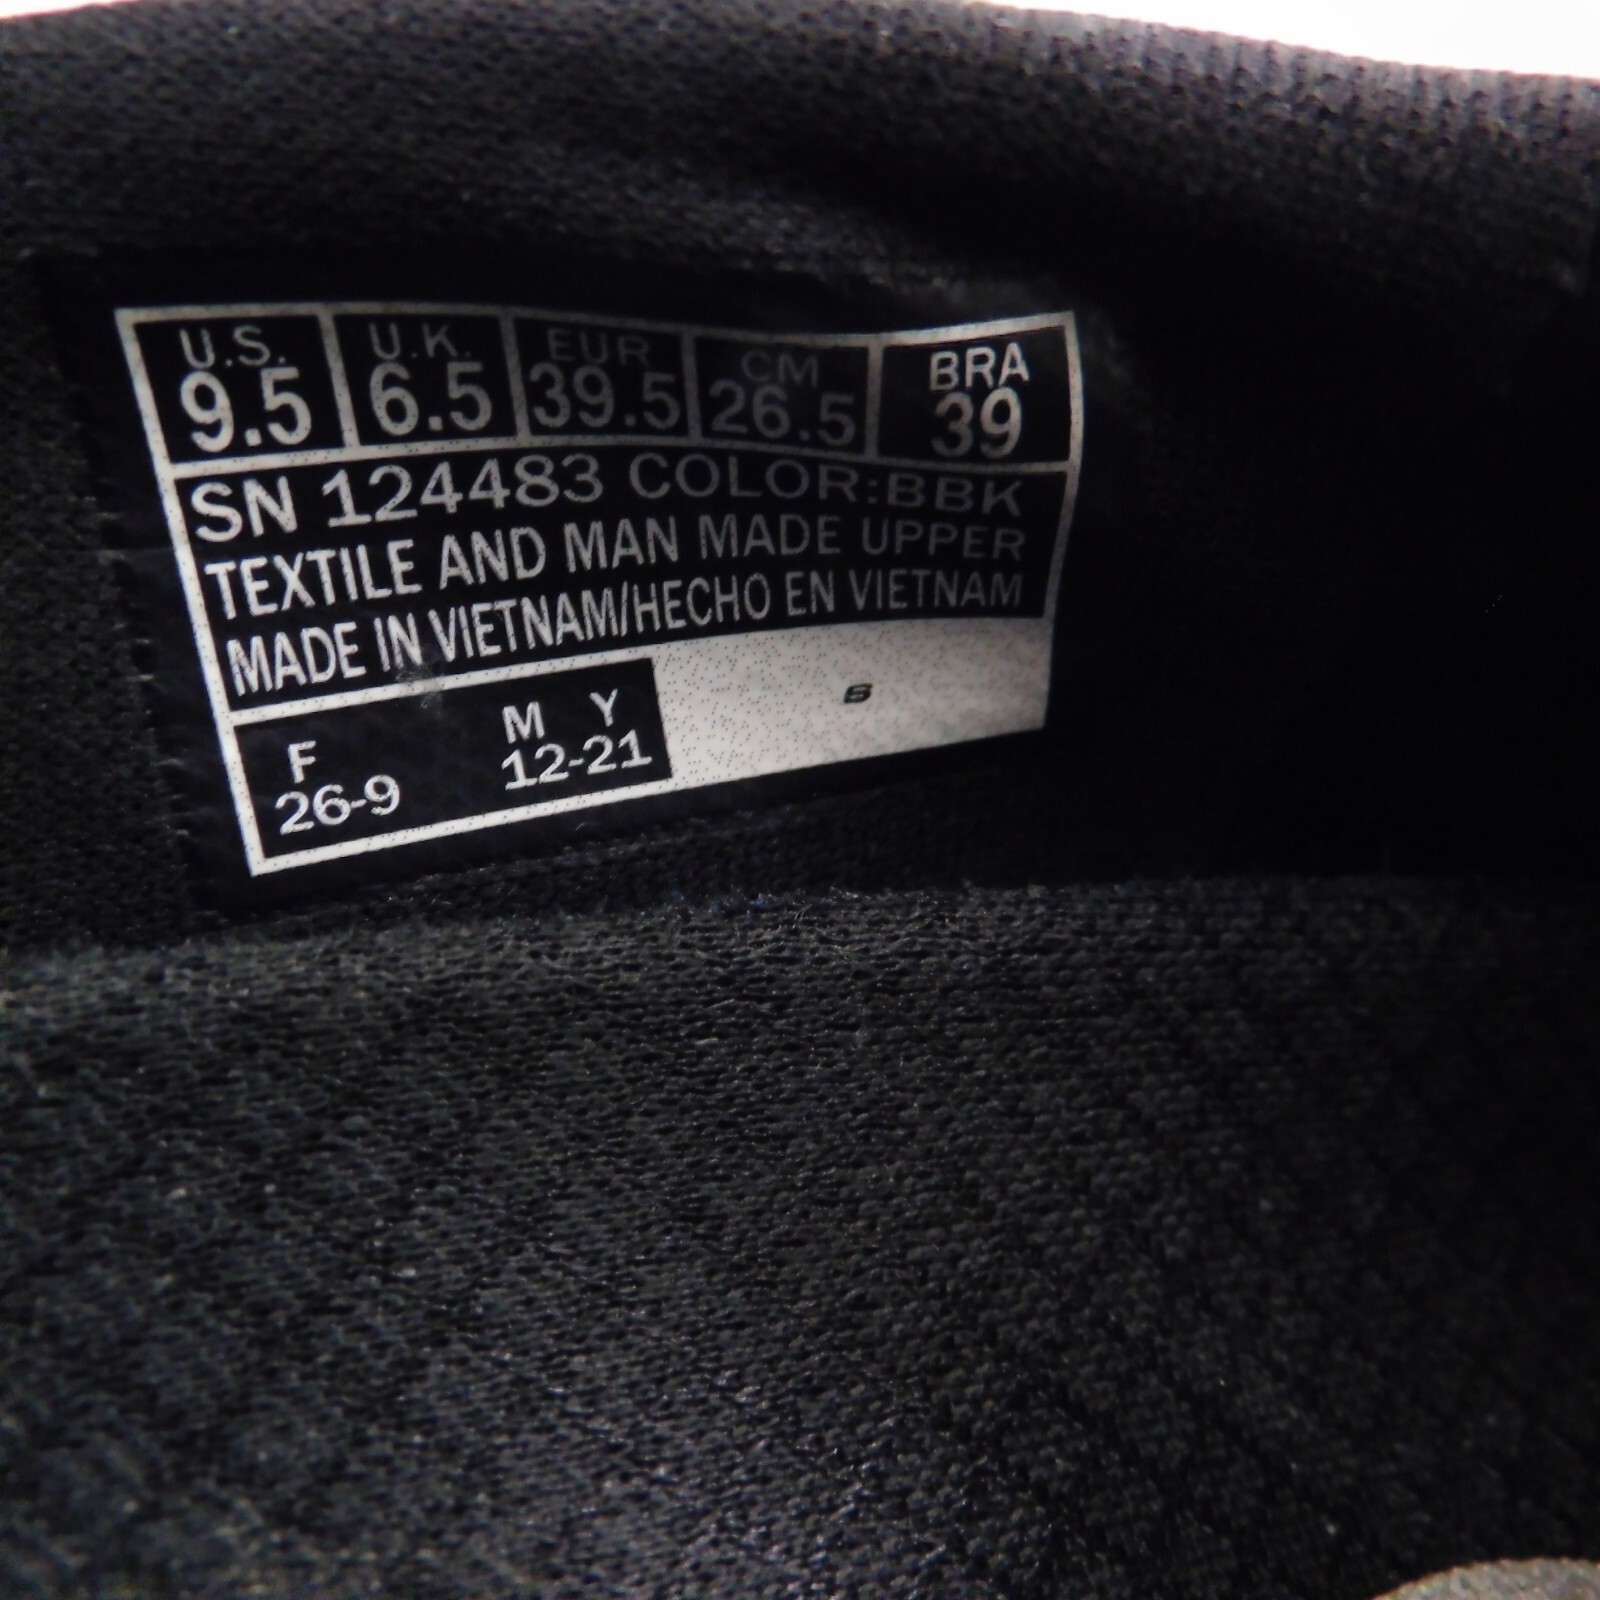 U.S. U.K. EUR CM BRA
9.5 6.5 39.5 26.5 39
SN 124483 COLOR:BBK
TEXTILE AND MAN MADE UPPER
MADE IN VIETNAM/HECHO EN VIETNAM
F M Y
26-9 12-21
6